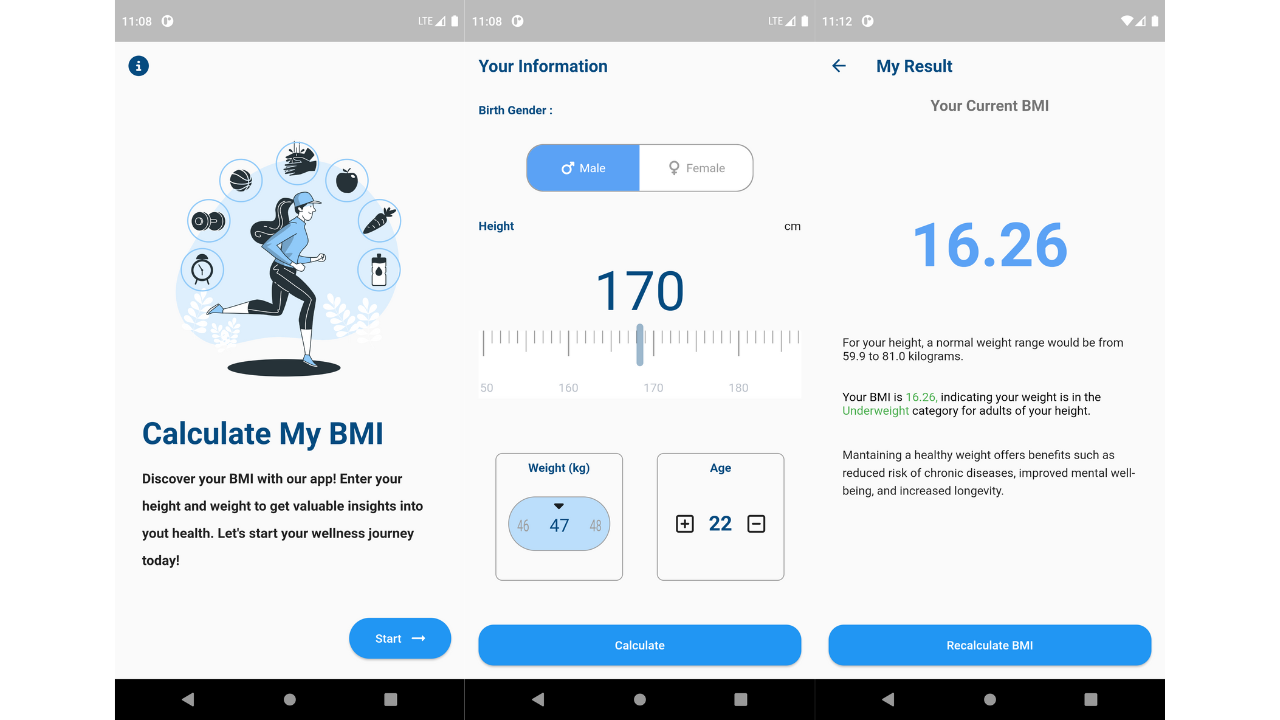 11:08
LTE
Calculate My BMI
Discover your BMI with our app! Enter your
height and weight to get valuable insights into
yout health. Let's start your wellness journey
today!
Start
11:08
LTE
Your Information
Birth Gender :
Male
Female
Height
cm
170
50 160 170 180
Weight (kg)
46 47 48
Age
22
Calculate
11:12
My Result
Your Current BMI
16.26
For your height, a normal weight range would be from
59.9 to 81.0 kilograms.
Your BMI is 16.26, indicating your weight is in the
Underweight category for adults of your height.
Mantaining a healthy weight offers benefits such as
reduced risk of chronic diseases, improved mental well-
being, and increased longevity.
Recalculate BMI